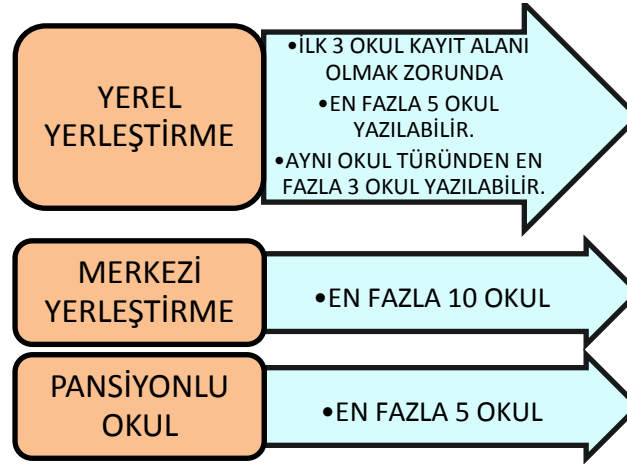 YEREL
YERLEŞTİRME
•İLK 3 OKUL KAYIT ALANI
OLMAK ZORUNDA
•EN FAZLA 5 OKUL
YAZILABİLİR.
•AYNI OKUL TÜRÜNDEN EN
FAZLA 3 OKUL YAZILABİLİR.
MERKEZİ
YERLEŞTİRME
•EN FAZLA 10 OKUL
PANSİYONLU
OKUL
•EN FAZLA 5 OKUL